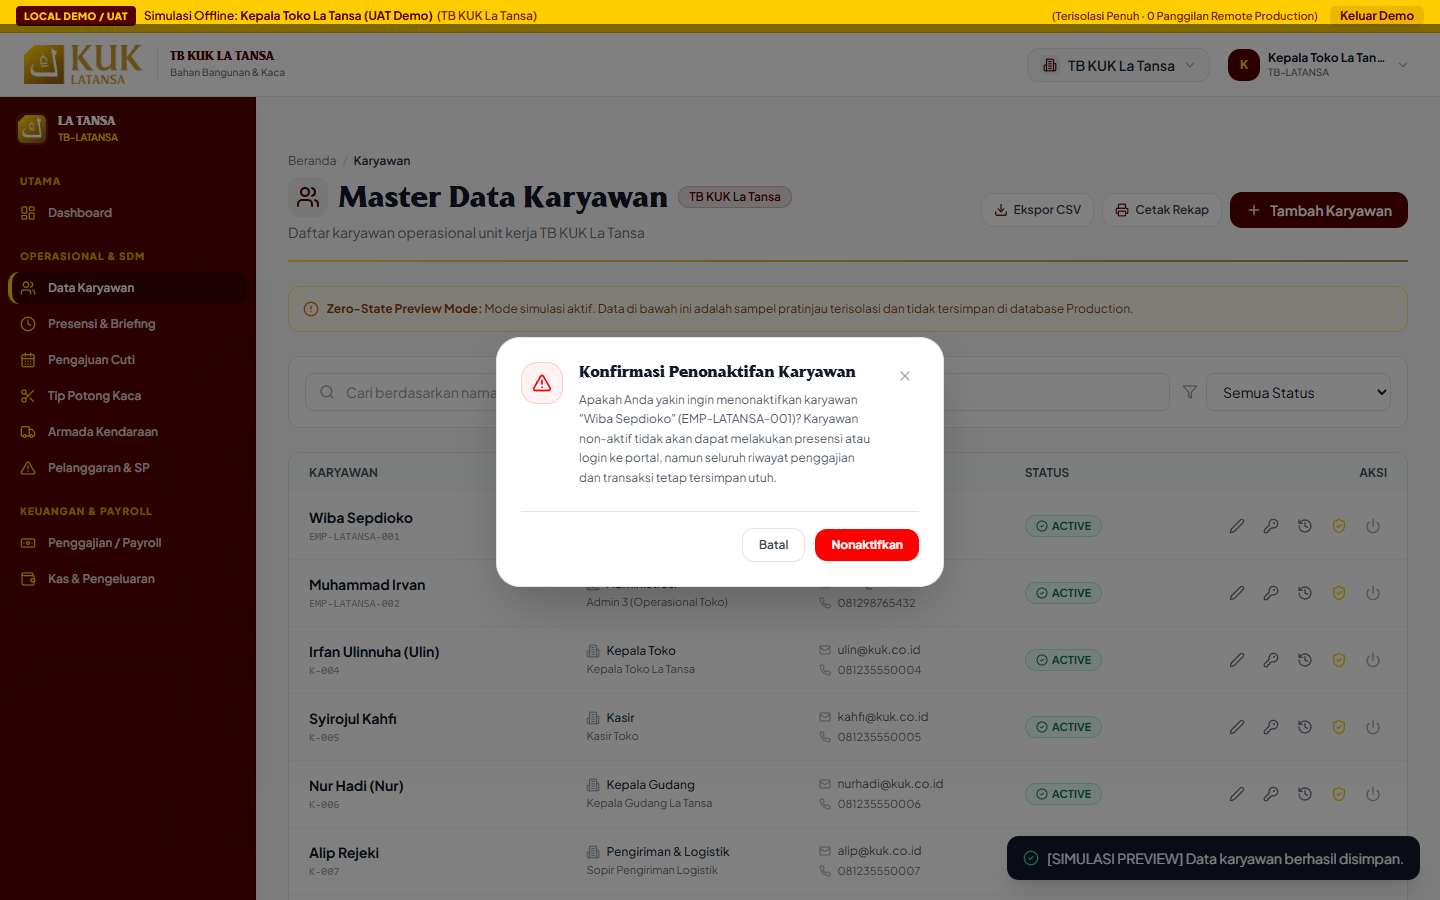 LOCAL DEMO / UAT Simulasi Offline: Kepala Toko La Tansa (UAT Demo) (TB KUK La Tansa) (Terisolasi Penuh · 0 Panggilan Remote Production) Keluar Demo
KUK LATANSA
TB KUK LA TANSA
Bahan Bangunan & Kaca
TB KUK La Tansa
K
Kepala Toko La Tan...
TB-LATANSA
LA TANSA
TB-LATANSA
UTAMA
Dashboard
OPERASIONAL & SDM
Data Karyawan
Presensi & Briefing
Pengajuan Cuti
Tip Potong Kaca
Armada Kendaraan
Pelanggaran & SP
KEUANGAN & PAYROLL
Penggajian / Payroll
Kas & Pengeluaran
Beranda / Karyawan
Master Data Karyawan TB KUK La Tansa
Daftar karyawan operasional unit kerja TB KUK La Tansa
Ekspor CSV Cetak Rekap + Tambah Karyawan
Zero-State Preview Mode: Mode simulasi aktif. Data di bawah ini adalah sampel pratinjau terisolasi dan tidak tersimpan di database Production.
Cari berdasarkan nama
Semua Status
Konfirmasi Penonaktifan Karyawan
Apakah Anda yakin ingin menonaktifkan karyawan
"Wiba Sepdioko" (EMP-LATANSA-001)? Karyawan
non-aktif tidak akan dapat melakukan presensi atau
login ke portal, namun seluruh riwayat penggajian
dan transaksi tetap tersimpan utuh.
Batal Nonaktifkan
KARYAWAN STATUS AKSI
Wiba Sepdioko
EMP-LATANSA-001
ACTIVE
Muhammad Irvan
EMP-LATANSA-002
Admin 3 (Operasional Toko)
081298765432
ACTIVE
Irfan Ulinnuha (Ulin)
K-004
Kepala Toko
Kepala Toko La Tansa
ulin@kuk.co.id
081235550004
ACTIVE
Syirojul Kahfi
K-005
Kasir
Kasir Toko
kahfi@kuk.co.id
081235550005
ACTIVE
Nur Hadi (Nur)
K-006
Kepala Gudang
Kepala Gudang La Tansa
nurhadi@kuk.co.id
081235550006
ACTIVE
Alip Rejeki
K-007
Pengiriman & Logistik
Sopir Pengiriman Logistik
alip@kuk.co.id
081235550007
[SIMULASI PREVIEW] Data karyawan berhasil disimpan.